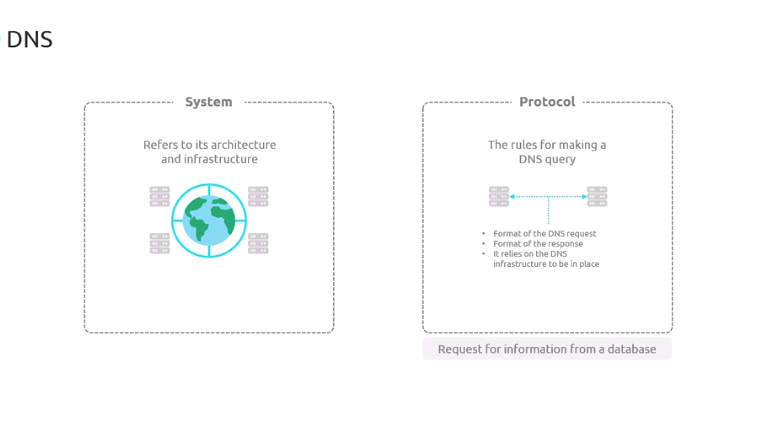 DNS
System
Refers to its architecture
and infrastructure
Protocol
The rules for making a
DNS query
• Format of the DNS request
• Format of the response
• It relies on the DNS
infrastructure to be in place
Request for information from a database